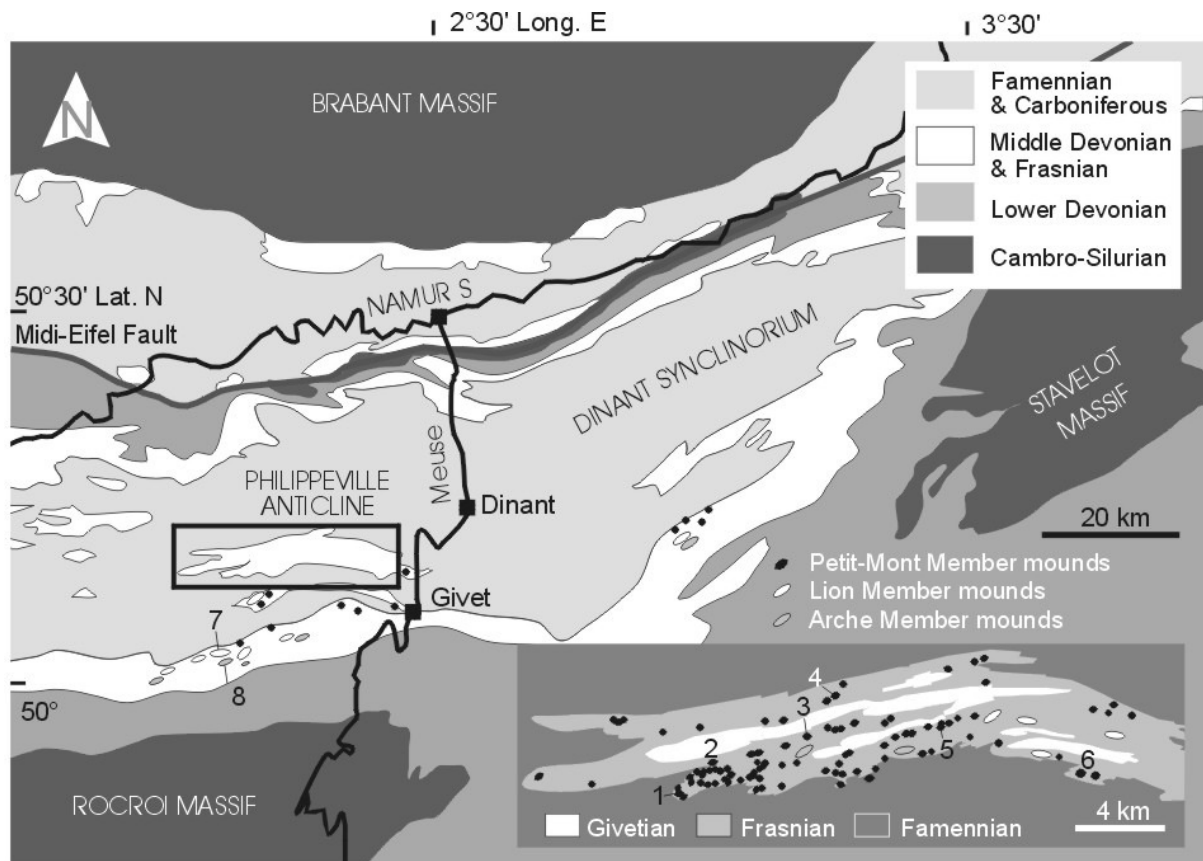 2°30' Long. E
3°30'
N
BRABANT MASSIF
Famennian
& Carboniferous
Middle Devonian
& Frasnian
Lower Devonian
Cambro-Silurian
50°30' Lat. N
Midi-Eifel Fault
NAMUR S
DINANT SYNCLINORIUM
STAVELOT
MASSIF
Meuse
PHILIPPEVILLE
ANTICLINE
Dinant
20 km
Petit-Mont Member mounds
Lion Member mounds
Arche Member mounds
Givet
7
8
50°
ROCROI MASSIF
4
3
2
5
6
1
4 km
Givetian
Frasnian
Famennian